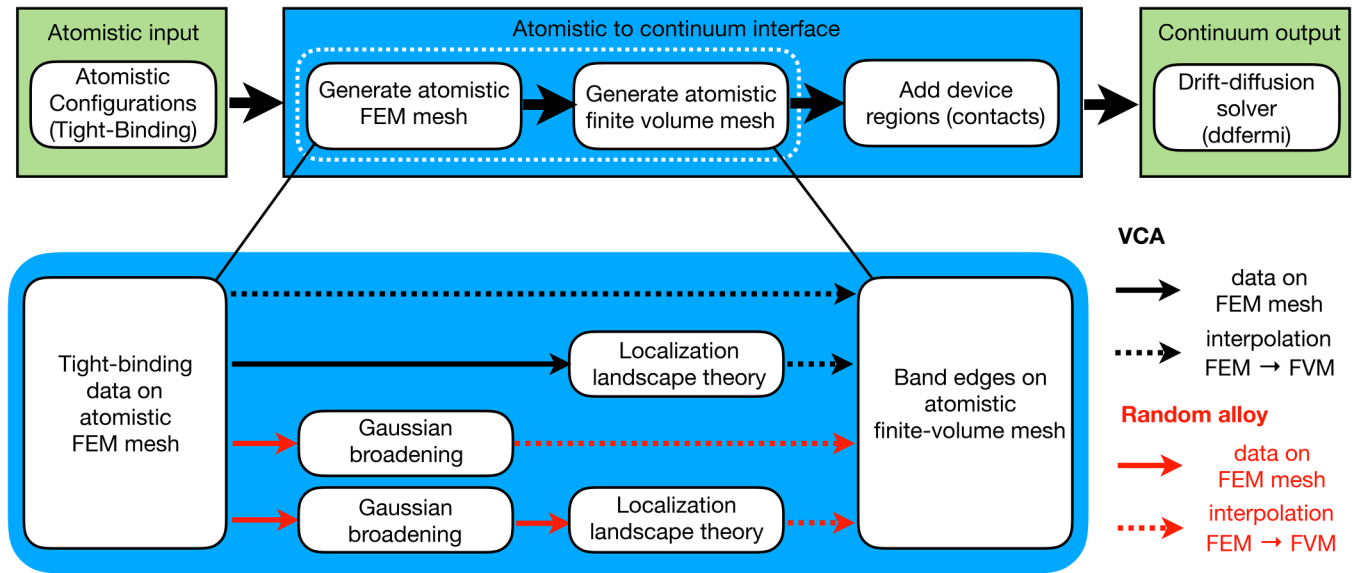 Atomistic input
Atomistic
Configurations
(Tight-Binding)
Atomistic to continuum interface
Generate atomistic
FEM mesh
Generate atomistic
finite volume mesh
Add device
regions (contacts)
Continuum output
Drift-diffusion
solver
(ddfermi)
Tight-binding
data on
atomistic
FEM mesh
Localization
landscape theory
Gaussian
broadening
Gaussian
broadening
Localization
landscape theory
Band edges on
atomistic
finite-volume mesh
VCA
data on
FEM mesh
interpolation
FEM → FVM
Random alloy
data on
FEM mesh
interpolation
FEM → FVM